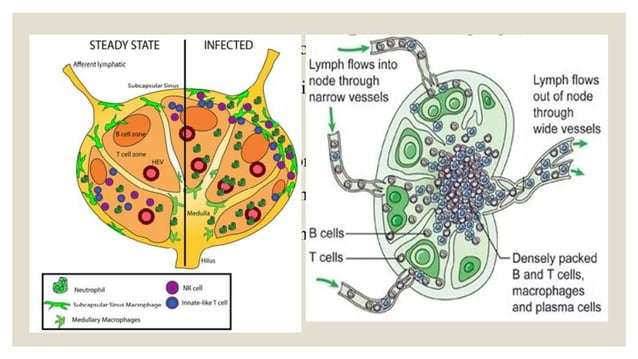 STEADY STATE
INFECTED
Afferent lymphatic
Subcapsular Sinus
B cell zone
T cell zone
HEV
Medulla
Hilus
Neutrophil
NK cell
Subcapsular Sinus Macrophage
Innate-like T cell
Medullary Macrophages
Lymph flows into
node through
narrow vessels
Lymph flows
out of node
through
wide vessels
B cells
T cells
Densely packed
B and T cells,
macrophages
and plasma cells